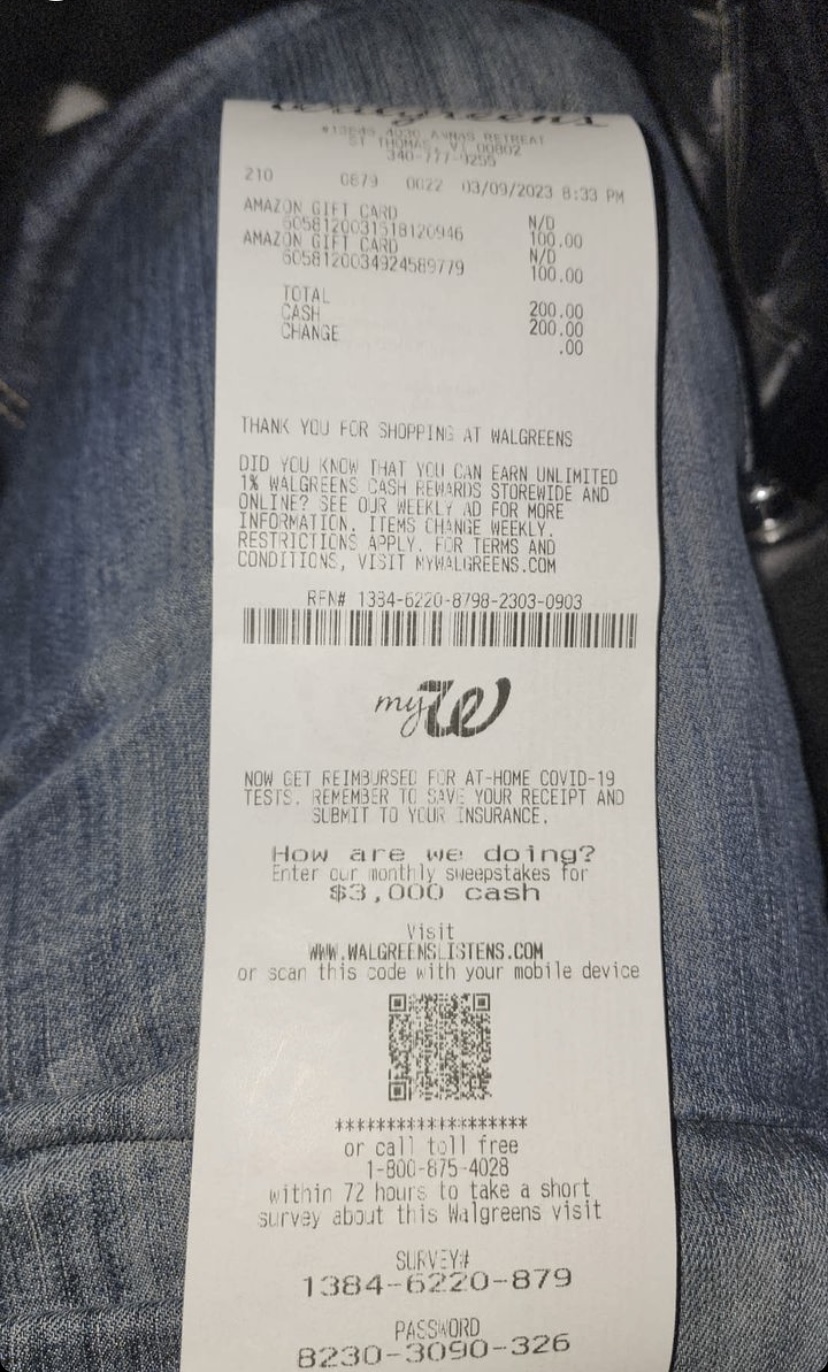 Walgreens
#13849 4030 ANNAS RETREAT
ST THOMAS, VI 00802
340-777-9255
210 0879 0022 03/09/2023 8:33 PM
AMAZON GIFT CARD N/D
6058120031518120946 100.00
AMAZON GIFT CARD N/D
6058120034924589779 100.00
TOTAL 200.00
CASH 200.00
CHANGE .00
THANK YOU FOR SHOPPING AT WALGREENS
DID YOU KNOW THAT YOU CAN EARN UNLIMITED
1% WALGREENS CASH REWARDS STOREWIDE AND
ONLINE? SEE OUR WEEKLY AD FOR MORE
INFORMATION. ITEMS CHANGE WEEKLY.
RESTRICTIONS APPLY. FOR TERMS AND
CONDITIONS, VISIT MYWALGREENS.COM
RFN# 1384-6220-8798-2303-0903
myW
NOW GET REIMBURSED FOR AT-HOME COVID-19
TESTS. REMEMBER TO SAVE YOUR RECEIPT AND
SUBMIT TO YOUR INSURANCE.
How are we doing?
Enter our monthly sweepstakes for
$3,000 cash
Visit
WWW.WALGREENSLISTENS.COM
or scan this code with your mobile device
*******************
or call toll free
1-800-875-4028
within 72 hours to take a short
survey about this Walgreens visit
SURVEY#
1384-6220-879
PASSWORD
8230-3090-326